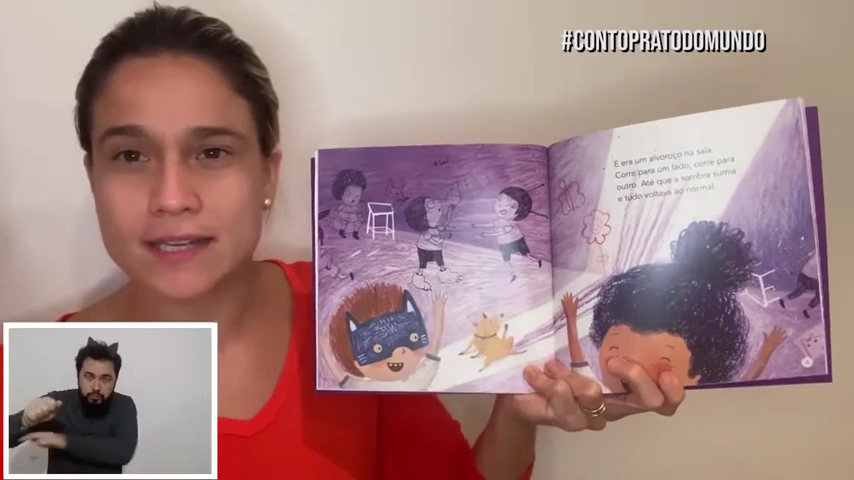 #CONTOPRATODOMUNDO
E era um alvoroço na sala.
Corre para um lado, corre para
outro. Até que a sombra sumia
e tudo voltava ao normal.